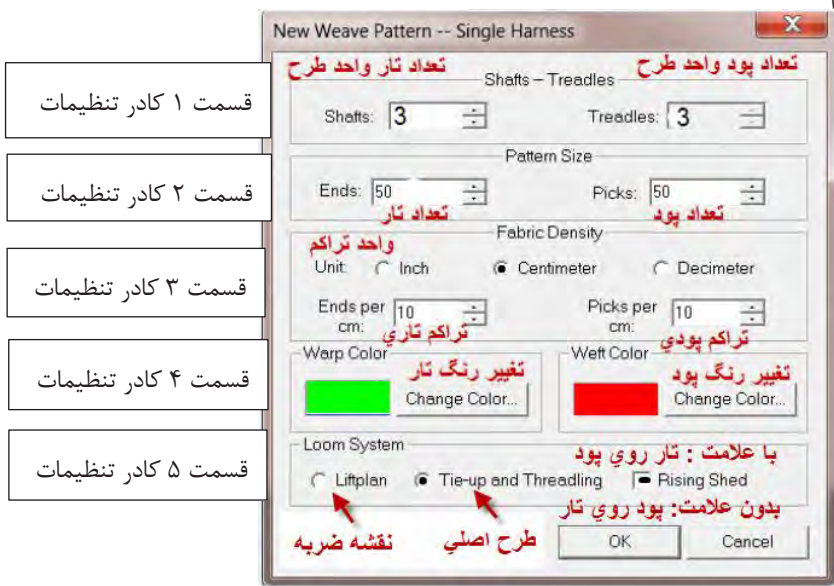 New Weave Pattern -- Single Harness
X
تعداد تار واحد طرح
تعداد پود واحد طرح
Shafts – Treadles
Shafts: 3
Treadles: 3
قسمت ۱ کادر تنظیمات
Pattern Size
Ends: 50
Picks: 50
تعداد تار
تعداد پود
قسمت ۲ کادر تنظیمات
Fabric Density
واحد تراکم
Unit: Inch Centimeter Decimeter
Ends per cm: 10
Picks per cm: 10
تراکم تاري
تراکم پودي
قسمت ۳ کادر تنظیمات
Warp Color
Weft Color
تغییر رنگ تار
تغییر رنگ پود
Change Color...
Change Color...
قسمت ۴ کادر تنظیمات
Loom System
با علامت : تار روي پود
Liftplan Tie-up and Threadling Rising Shed
بدون علامت: پود روي تار
قسمت ۵ کادر تنظیمات
نقشه ضربه
طرح اصلي
OK
Cancel